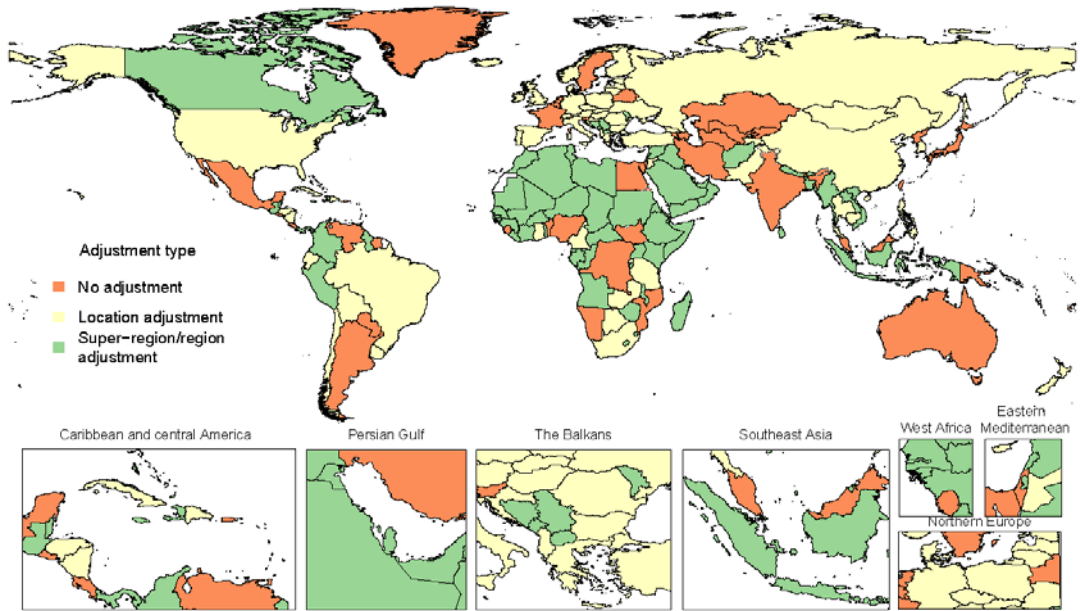 Adjustment type
No adjustment
Location adjustment
Super−region/region
adjustment
Caribbean and central America
Persian Gulf
The Balkans
Southeast Asia
West Africa
Eastern
Mediterranean
Northern Europe